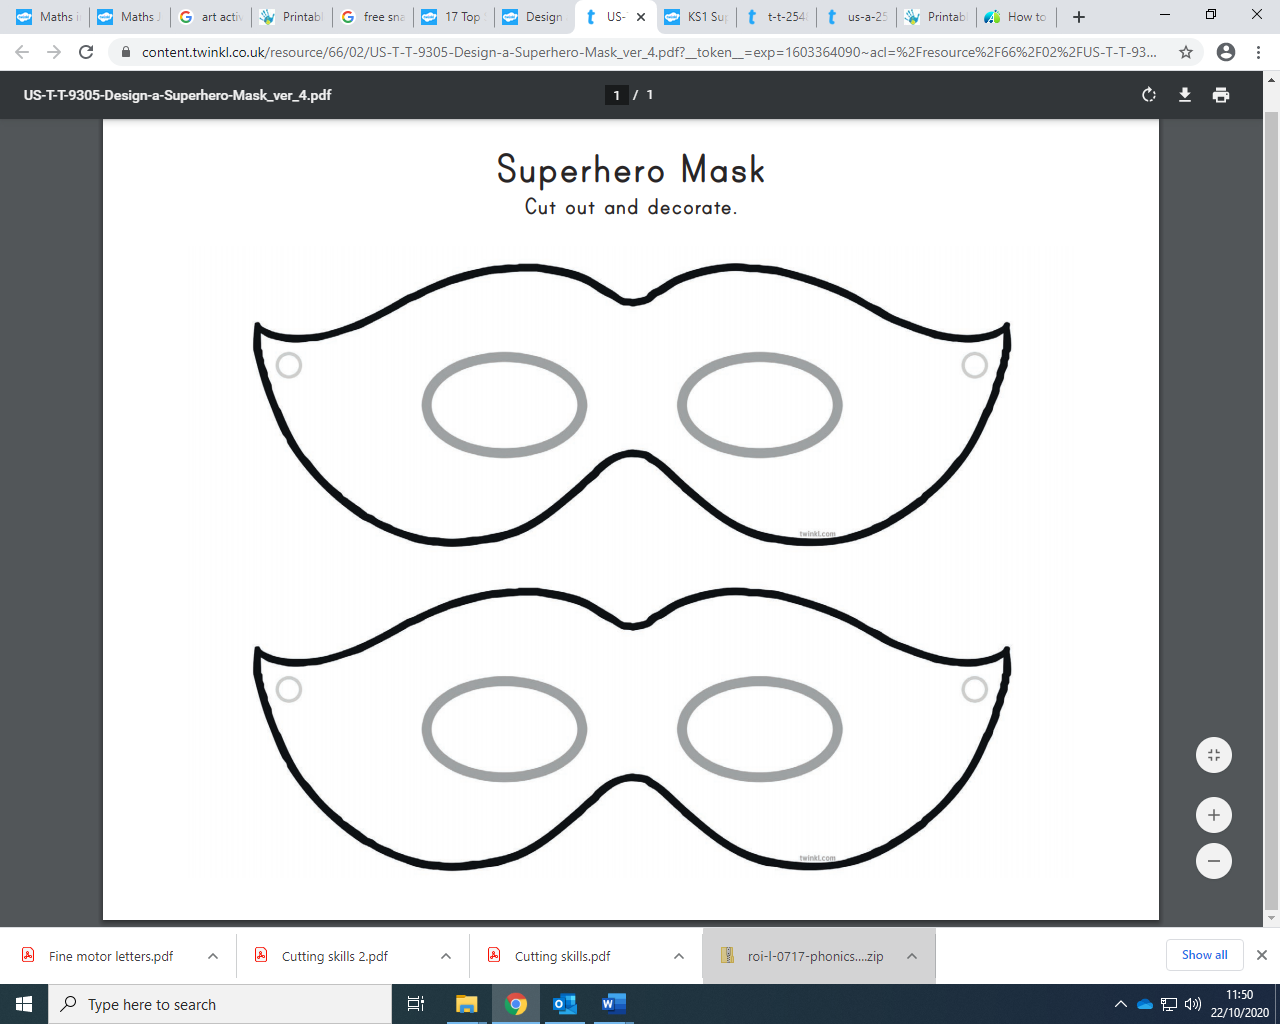 Maths i
Maths J
art activ
Printabl
free sna
17 Top
Design
US-T
KS1 Sup
t-t-254
us-a-25
Printabl
How to
content.twinkl.co.uk/resource/66/02/US-T-T-9305-Design-a-Superhero-Mask_ver_4.pdf?__token__=exp=1603364090~acl=%2Fresource%2F66%2F02%2FUS-T-T-93...
US-T-T-9305-Design-a-Superhero-Mask_ver_4.pdf
1 / 1
Superhero Mask
Cut out and decorate.
twinkl.com
twinkl.com
Fine motor letters.pdf
Cutting skills 2.pdf
Cutting skills.pdf
roi-l-0717-phonics....zip
Show all
Type here to search
11:50
22/10/2020